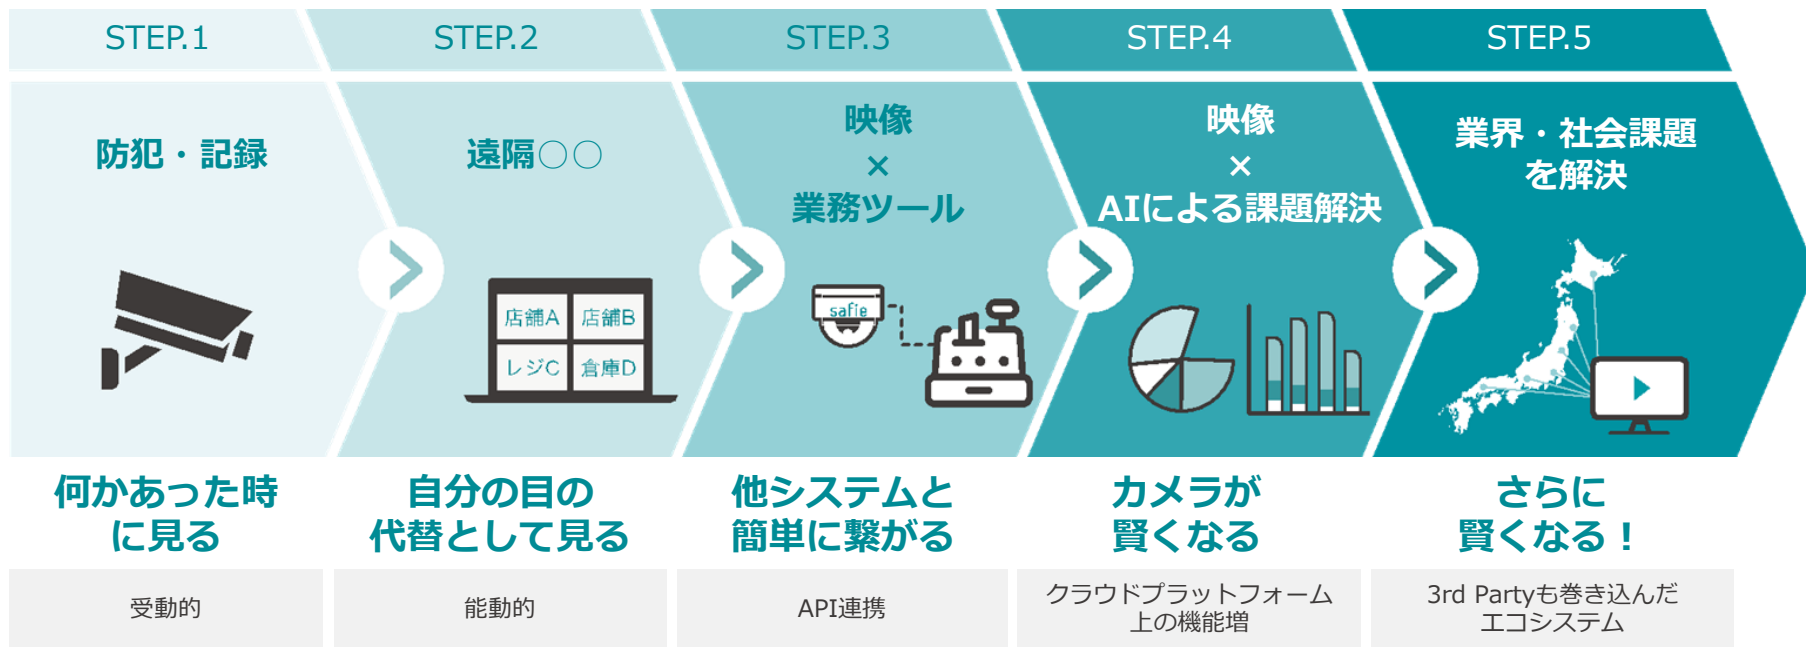 STEP.1
STEP.2
STEP.3
STEP.4
STEP.5
防犯・記録
遠隔○○
映像
×
業務ツール
映像
×
AIによる課題解決
業界・社会課題
を解決
店舗A
店舗B
レジC
倉庫D
safie
何かあった時
に見る
自分の目の
代替として見る
他システムと
簡単に繋がる
カメラが
賢くなる
さらに
賢くなる！
受動的
能動的
API連携
クラウドプラットフォーム
上の機能増
3rd Partyも巻き込んだ
エコシステム